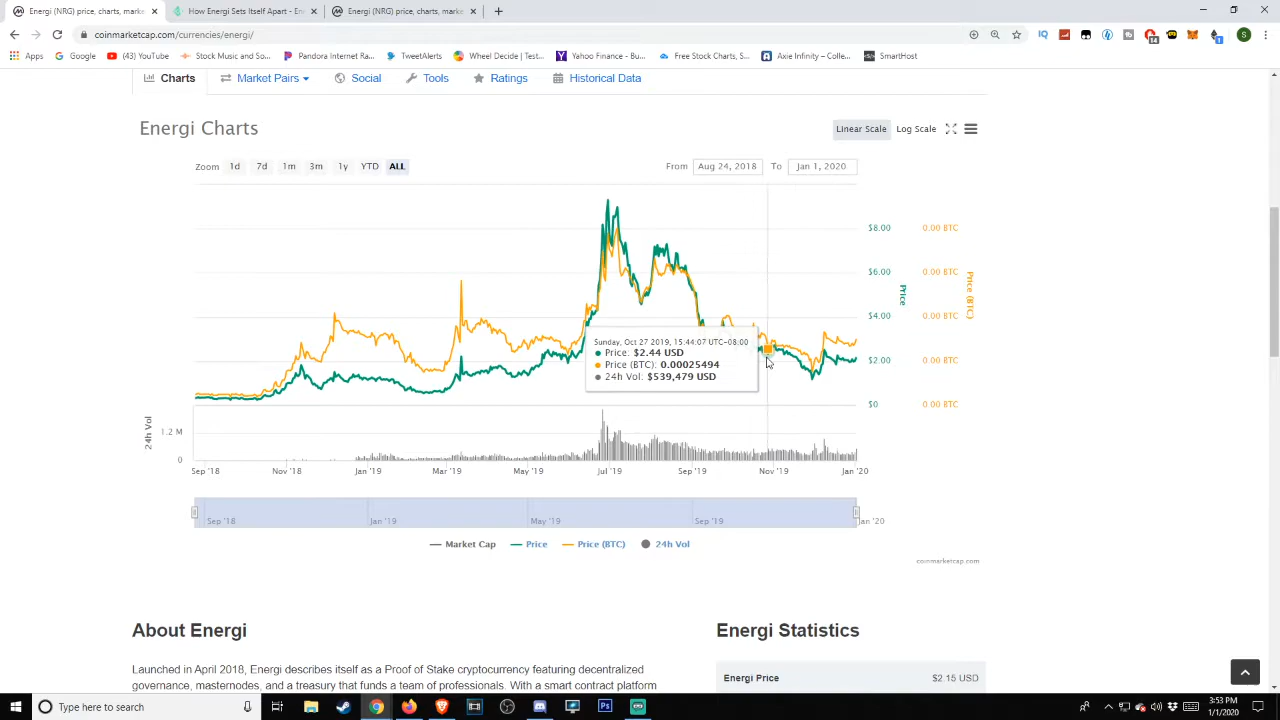 Energi (NRG) price, charts, marke
How Energi Sets Itself Apart - En
Energi (NRG) price, charts, marke
coinmarketcap.com/currencies/energi/
Apps
Google
(43) YouTube
Stock Music and So...
Pandora Internet Ra...
TweetAlerts
Wheel Decide | Test...
Yahoo Finance - Bu...
Free Stock Charts, S...
Axie Infinity – Colle...
SmartHost
Charts
Market Pairs
Social
Tools
Ratings
Historical Data
Energi Charts
Linear Scale
Log Scale
Zoom 1d 7d 1m 3m 1y YTD ALL
From Aug 24, 2018 To Jan 1, 2020
$8.00 0.00 BTC
$6.00 0.00 BTC
$4.00 0.00 BTC
$2.00 0.00 BTC
$0 0.00 BTC
Price
Price (BTC)
Sunday, Oct 27 2019, 15:44:07 UTC-08:00
Price: $2.44 USD
Price (BTC): 0.00025494
24h Vol: $539,479 USD
24h Vol
1.2 M
0
Sep '18 Nov '18 Jan '19 Mar '19 May '19 Jul '19 Sep '19 Nov '19 Jan '20
Sep '18 Jan '19 May '19 Sep '19 Jan '20
Market Cap Price Price (BTC) 24h Vol
coinmarketcap.com
About Energi
Launched in April 2018, Energi describes itself as a Proof of Stake cryptocurrency featuring decentralized
governance, masternodes, and a treasury that funds a team of professionals. With a smart contract platform
Energi Statistics
Energi Price $2.15 USD
Type here to search
3:53 PM
1/1/2020